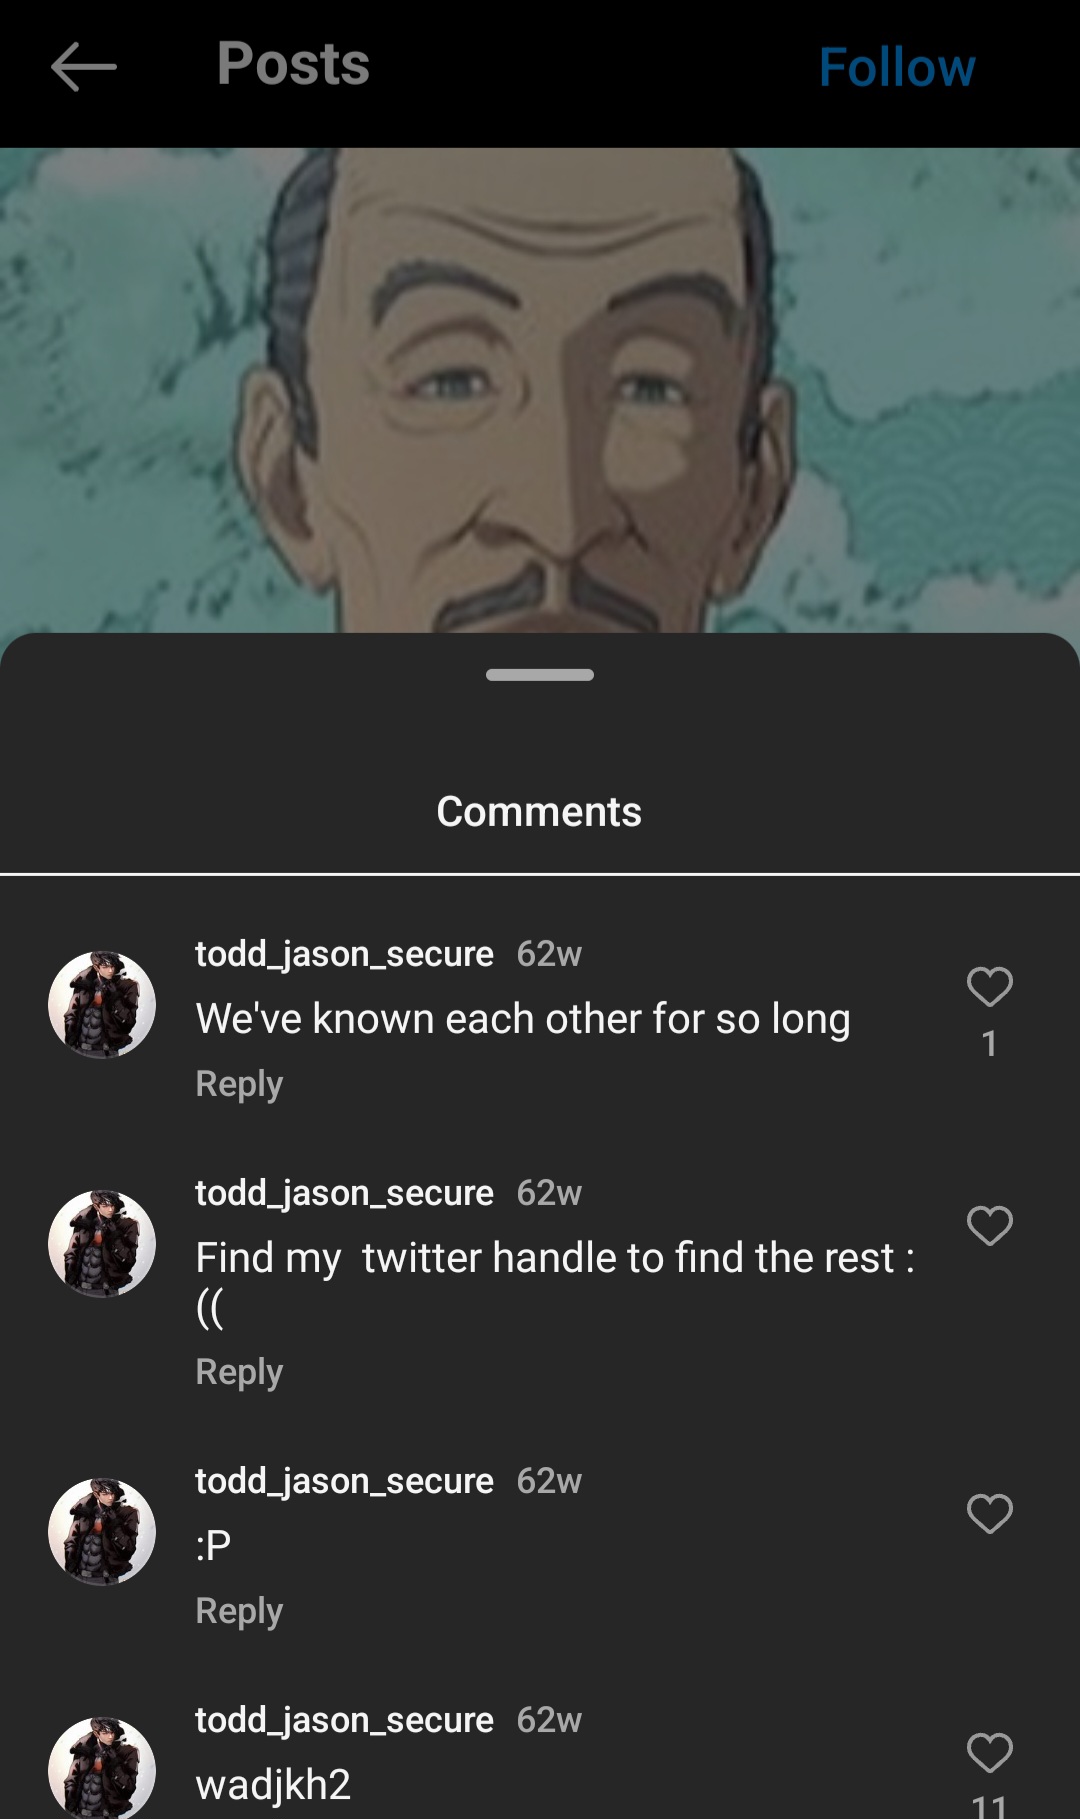 Posts
Follow
Comments
todd_jason_secure 62w
We've known each other for so long
1
Reply
todd_jason_secure 62w
Find my  twitter handle to find the rest :
((
Reply
todd_jason_secure 62w
:P
Reply
todd_jason_secure 62w
wadjkh2
11